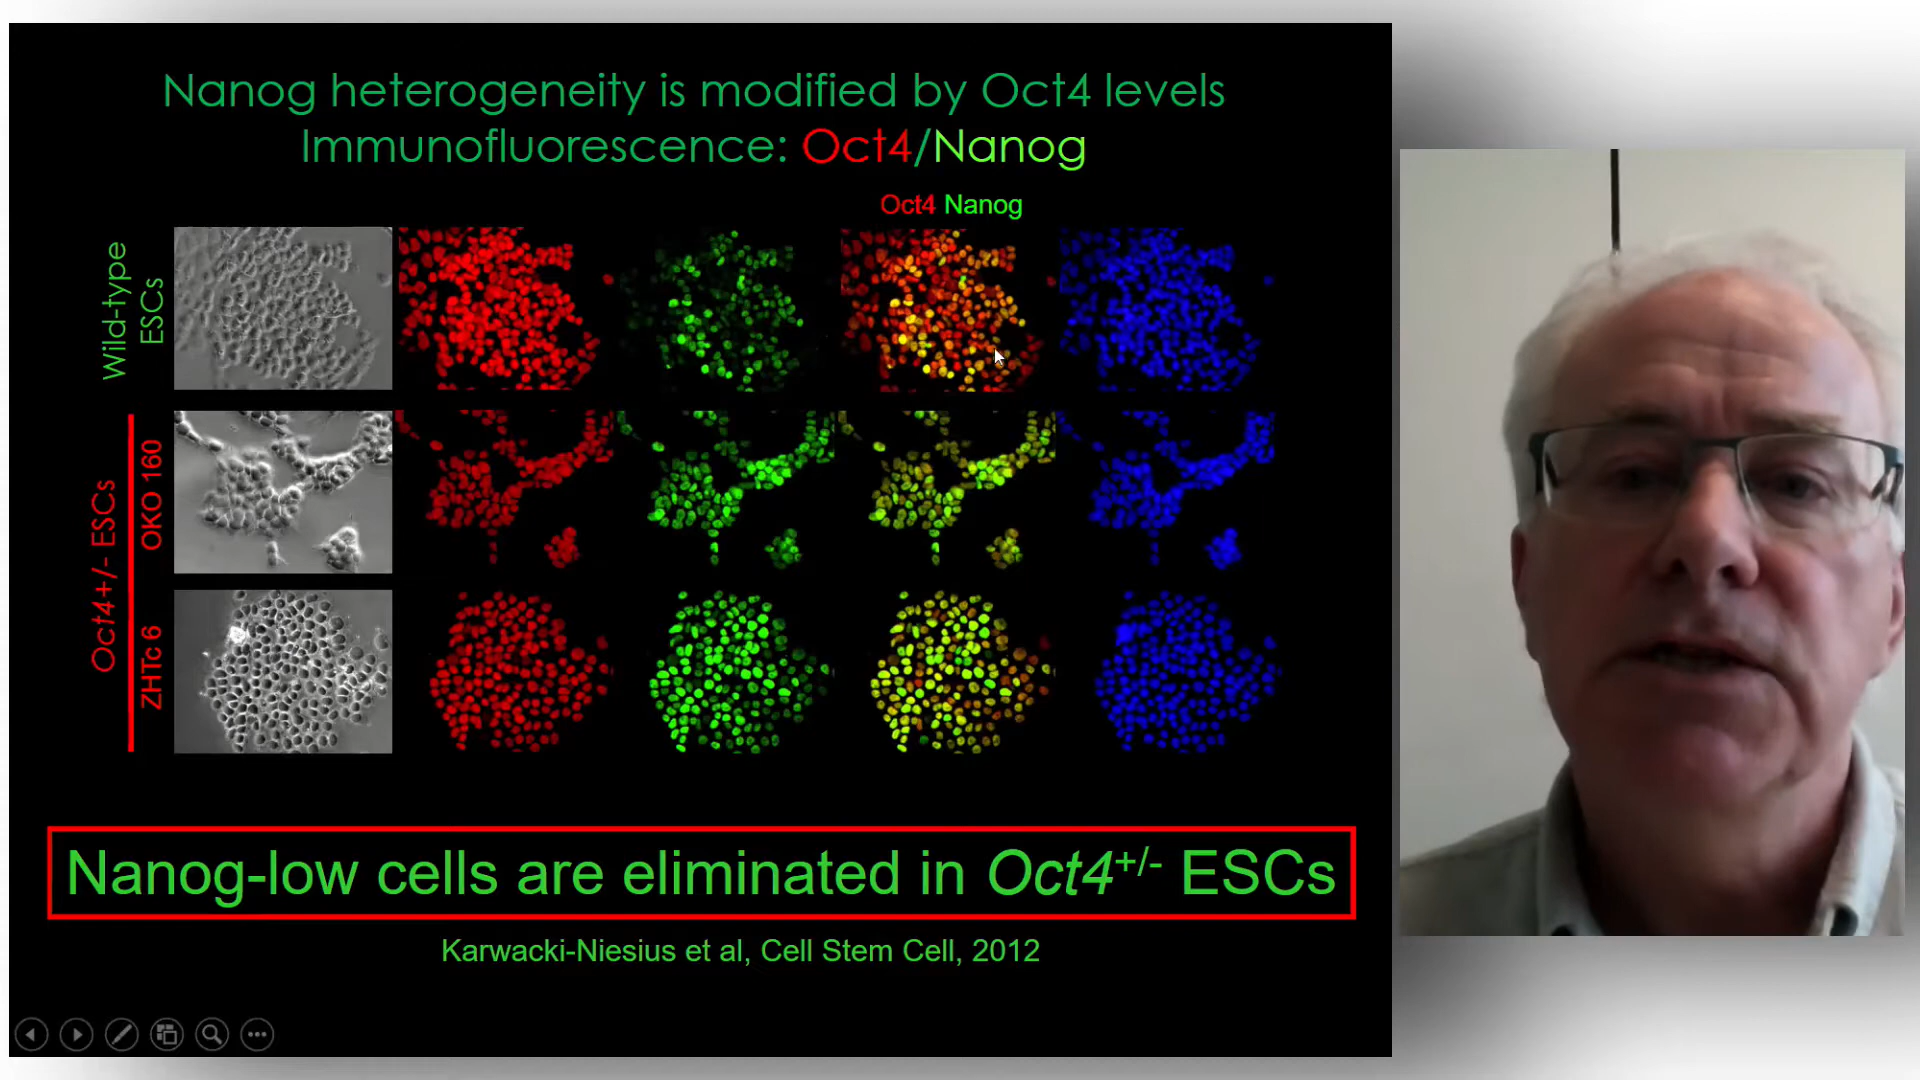 Nanog heterogeneity is modified by Oct4 levels
Immunofluorescence: Oct4/Nanog
Oct4 Nanog
Wild-type
ESCs
Oct4+/- ESCs
OKO 160
ZHTc 6
Nanog-low cells are eliminated in Oct4+/- ESCs
Karwacki-Niesius et al, Cell Stem Cell, 2012